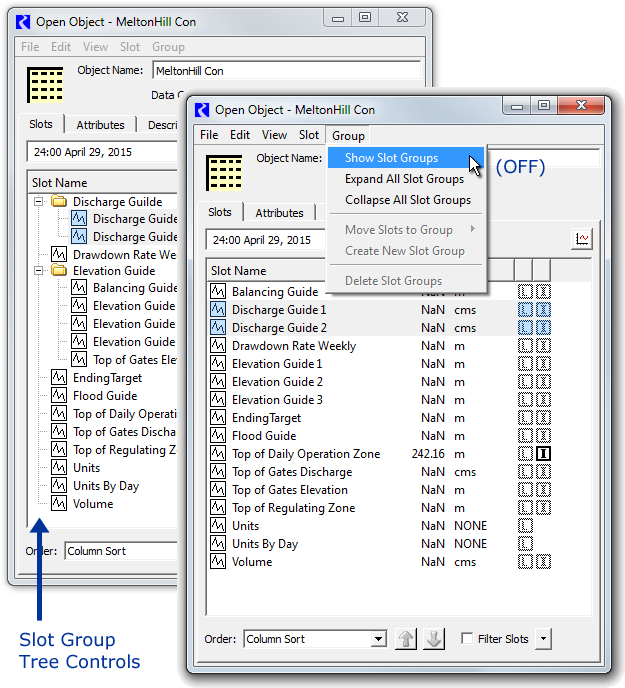 Open Object - MeltonHill Con
File Edit View Slot Group
Object Name: MeltonHill Con
Data
Slots Attributes Descri
24:00 April 29, 2015
Slot Name
Discharge Guilde
Discharge Guide
Discharge Guide
Drawdown Rate We
Elevation Guide
Balancing Guide
Elevation Guide
Elevation Guide
Elevation Guide
Top of Gates Ele
EndingTarget
Flood Guide
Top of Daily Operation
Top of Gates Discha
Top of Regulating Zo
Units
Units By Day
Volume
Order: Column Sort
Slot Group
Tree Controls
Open Object - MeltonHill Con
File Edit View Slot Group
Object Name:
Show Slot Groups (OFF)
Expand All Slot Groups
Collapse All Slot Groups
Move Slots to Group
Create New Slot Group
Delete Slot Groups
Slots Attributes
24:00 April 29, 2015
Slot Name
Balancing Guide NaN m L I
Discharge Guide 1 NaN cms L I
Discharge Guide 2 NaN cms L I
Drawdown Rate Weekly NaN m L I
Elevation Guide 1 NaN m L I
Elevation Guide 2 NaN m L I
Elevation Guide 3 NaN m L I
EndingTarget NaN m L I
Flood Guide NaN m L I
Top of Daily Operation Zone 242.16 m L I
Top of Gates Discharge NaN cms L I
Top of Gates Elevation NaN m L I
Top of Regulating Zone NaN m L I
Units NaN NONE L
Units By Day NaN NONE L
Volume NaN cms L I
Order: Column Sort Filter Slots